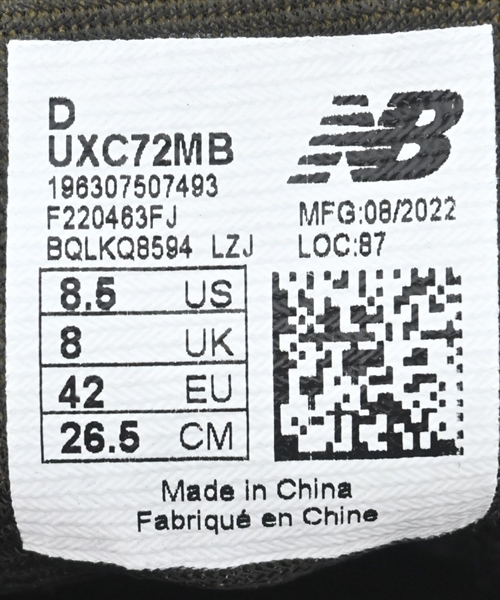 D
UXC72MB
NB
196307507493
F220463FJ
MFG:08/2022
BQLKQ8594 LZJ
LOC:87
8.5 US
8 UK
42 EU
26.5 CM
Made in China
Fabriqué en Chine